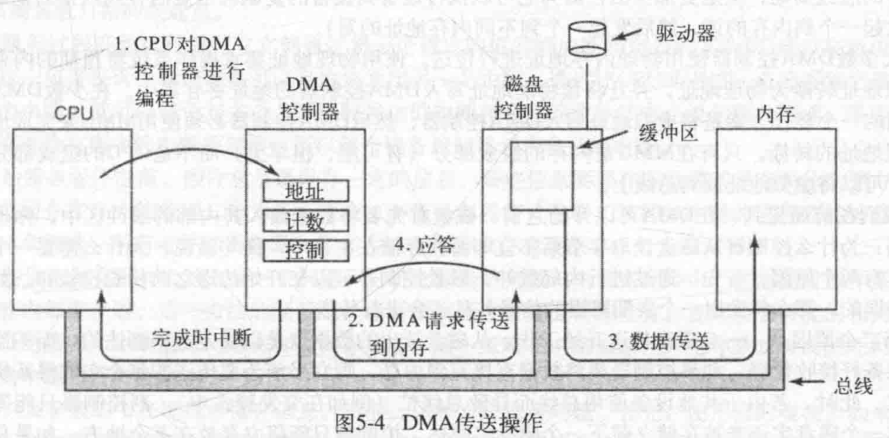 1. CPU对DMA
控制器进行
编程
CPU
DMA
控制器
磁盘
控制器
驱动器
缓冲区
内存
地址
计数
控制
4. 应答
完成时中断
2. DMA请求传送
到内存
3. 数据传送
总线
图5-4 DMA传送操作